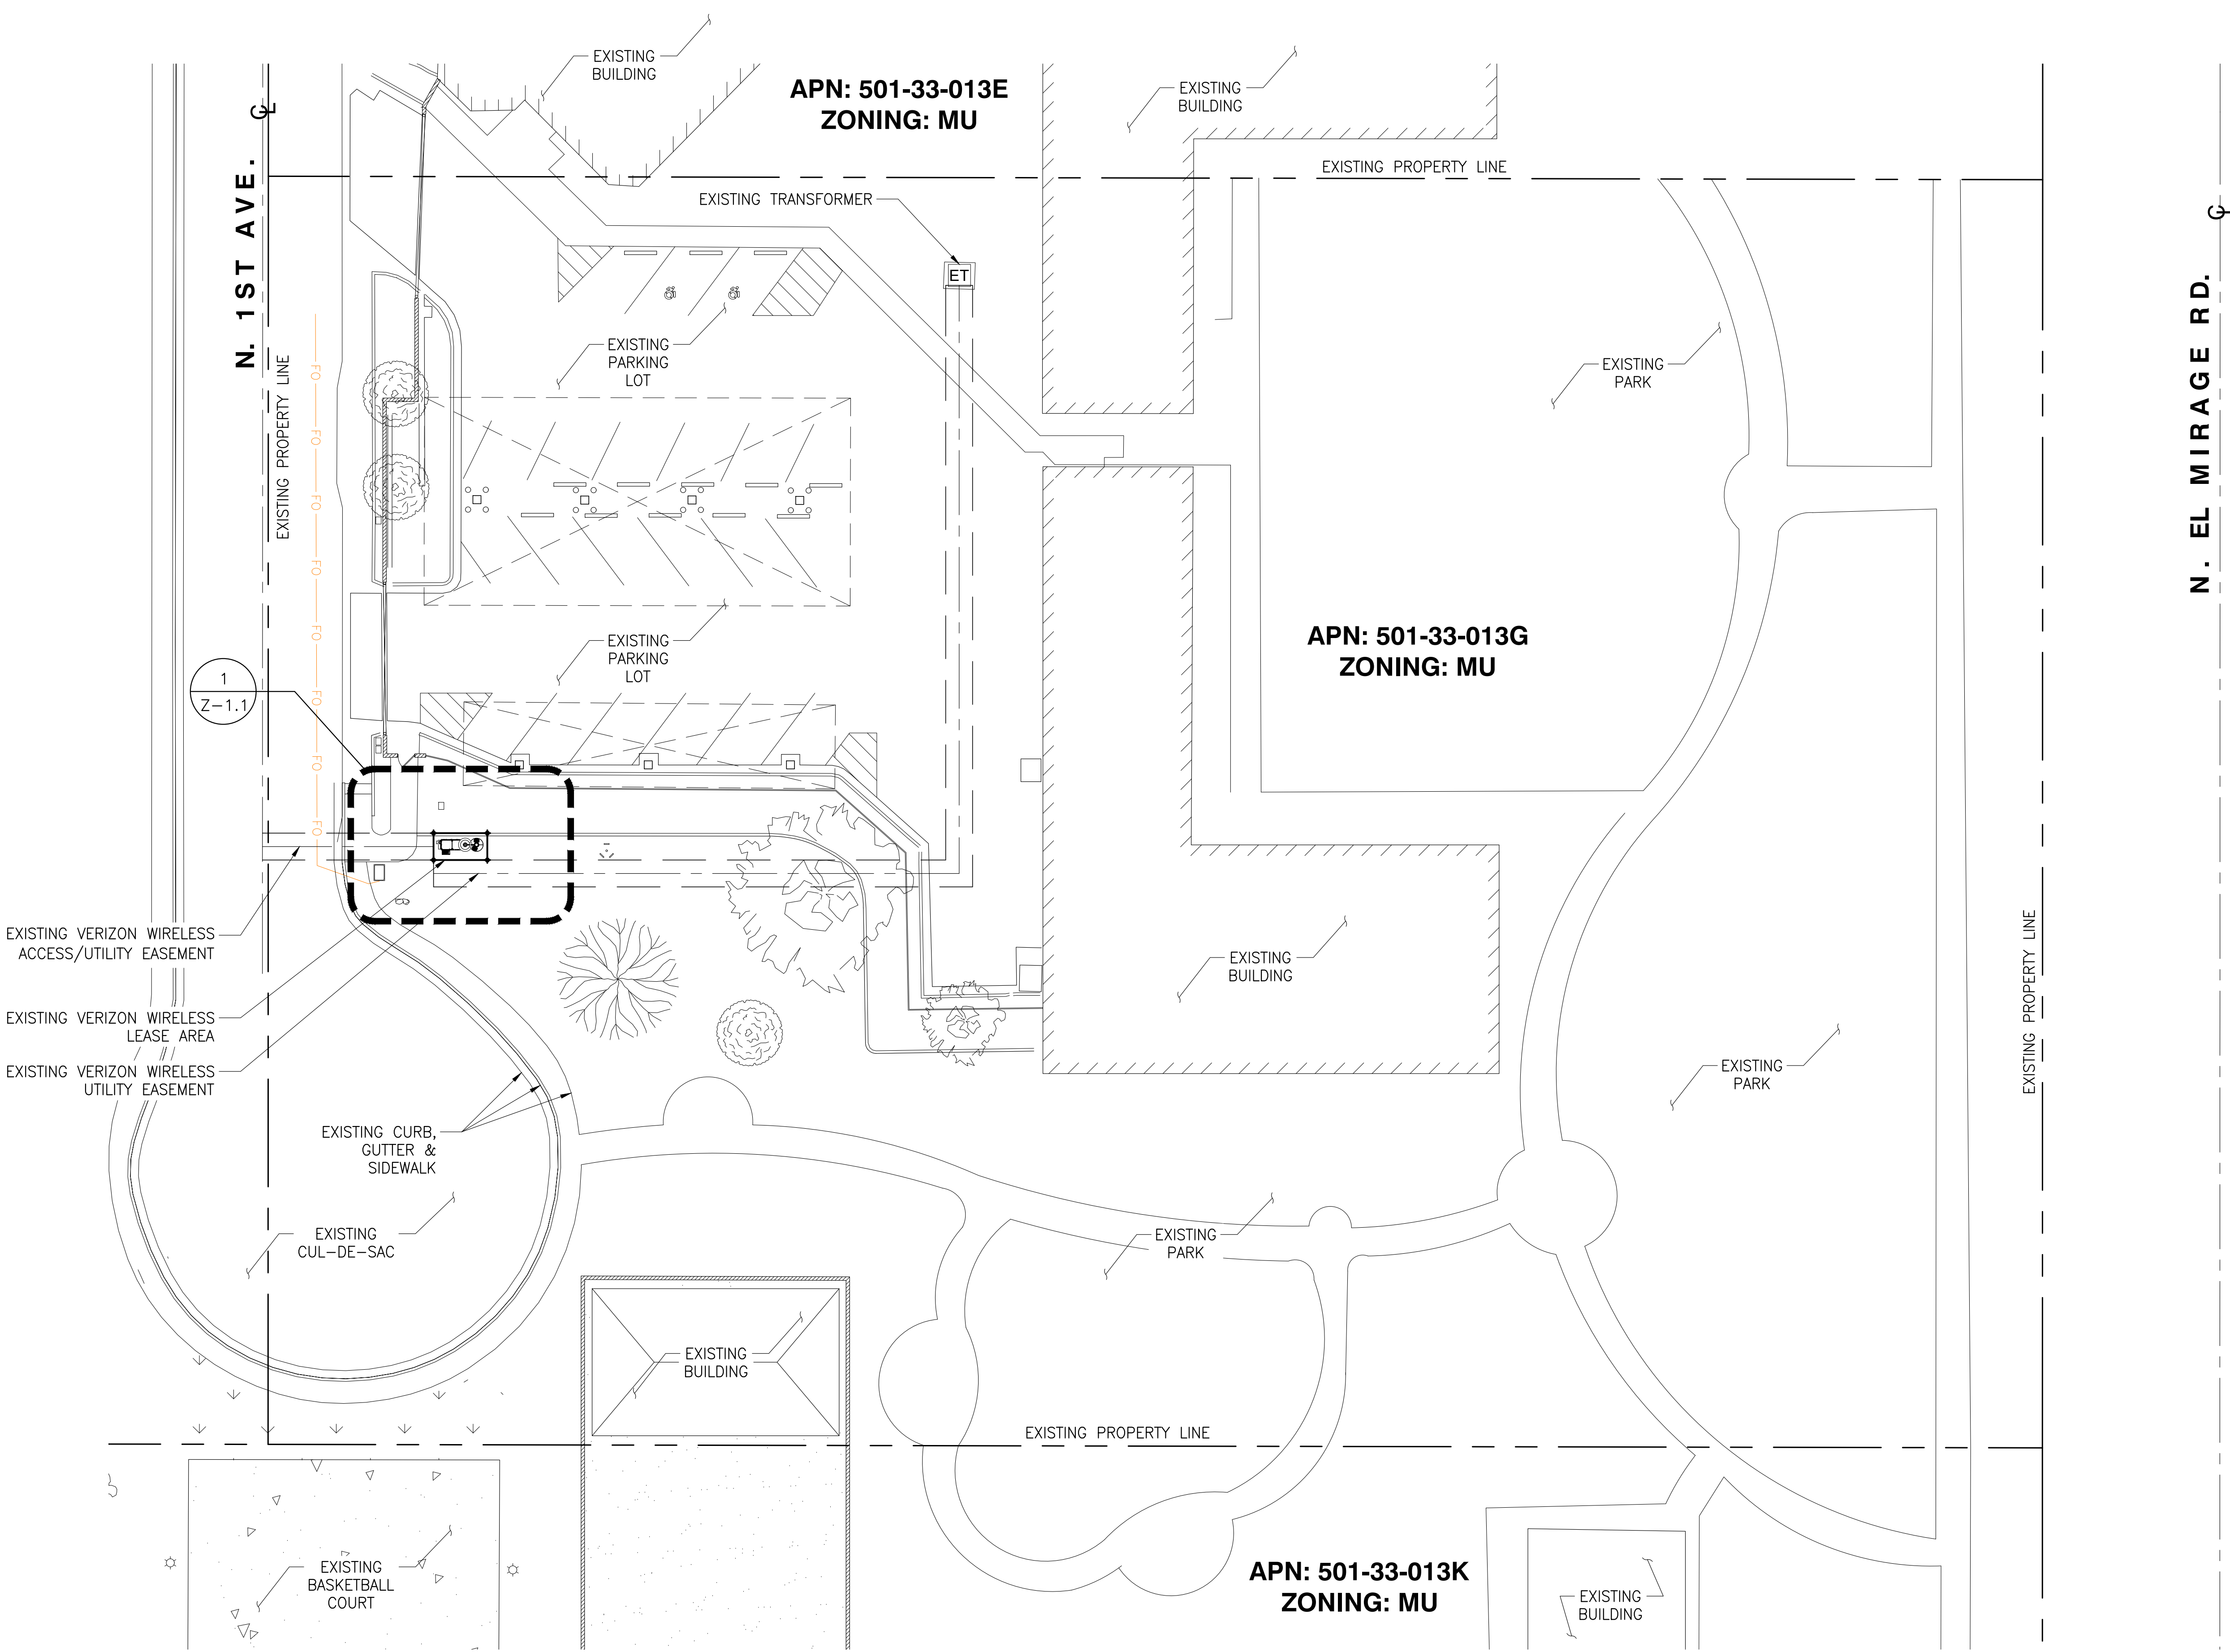 EXISTING
BUILDING
APN: 501-33-013E
ZONING: MU
EXISTING
BUILDING
N. 1ST AVE.
EXISTING PROPERTY LINE
EXISTING TRANSFORMER
ET
N. EL MIRAGE RD.
EXISTING PROPERTY LINE
EXISTING
PARKING
LOT
EXISTING
PARK
FO
FO
FO
FO
FO
FO
FO
FO
EXISTING
PARKING
LOT
APN: 501-33-013G
ZONING: MU
1
Z-1.1
EXISTING VERIZON WIRELESS
ACCESS/UTILITY EASEMENT
EXISTING
BUILDING
EXISTING PROPERTY LINE
EXISTING VERIZON WIRELESS
LEASE AREA
EXISTING VERIZON WIRELESS
UTILITY EASEMENT
EXISTING
PARK
EXISTING CURB,
GUTTER &
SIDEWALK
EXISTING
CUL-DE-SAC
EXISTING
PARK
EXISTING
BUILDING
EXISTING PROPERTY LINE
EXISTING
BASKETBALL
COURT
APN: 501-33-013K
ZONING: MU
EXISTING
BUILDING